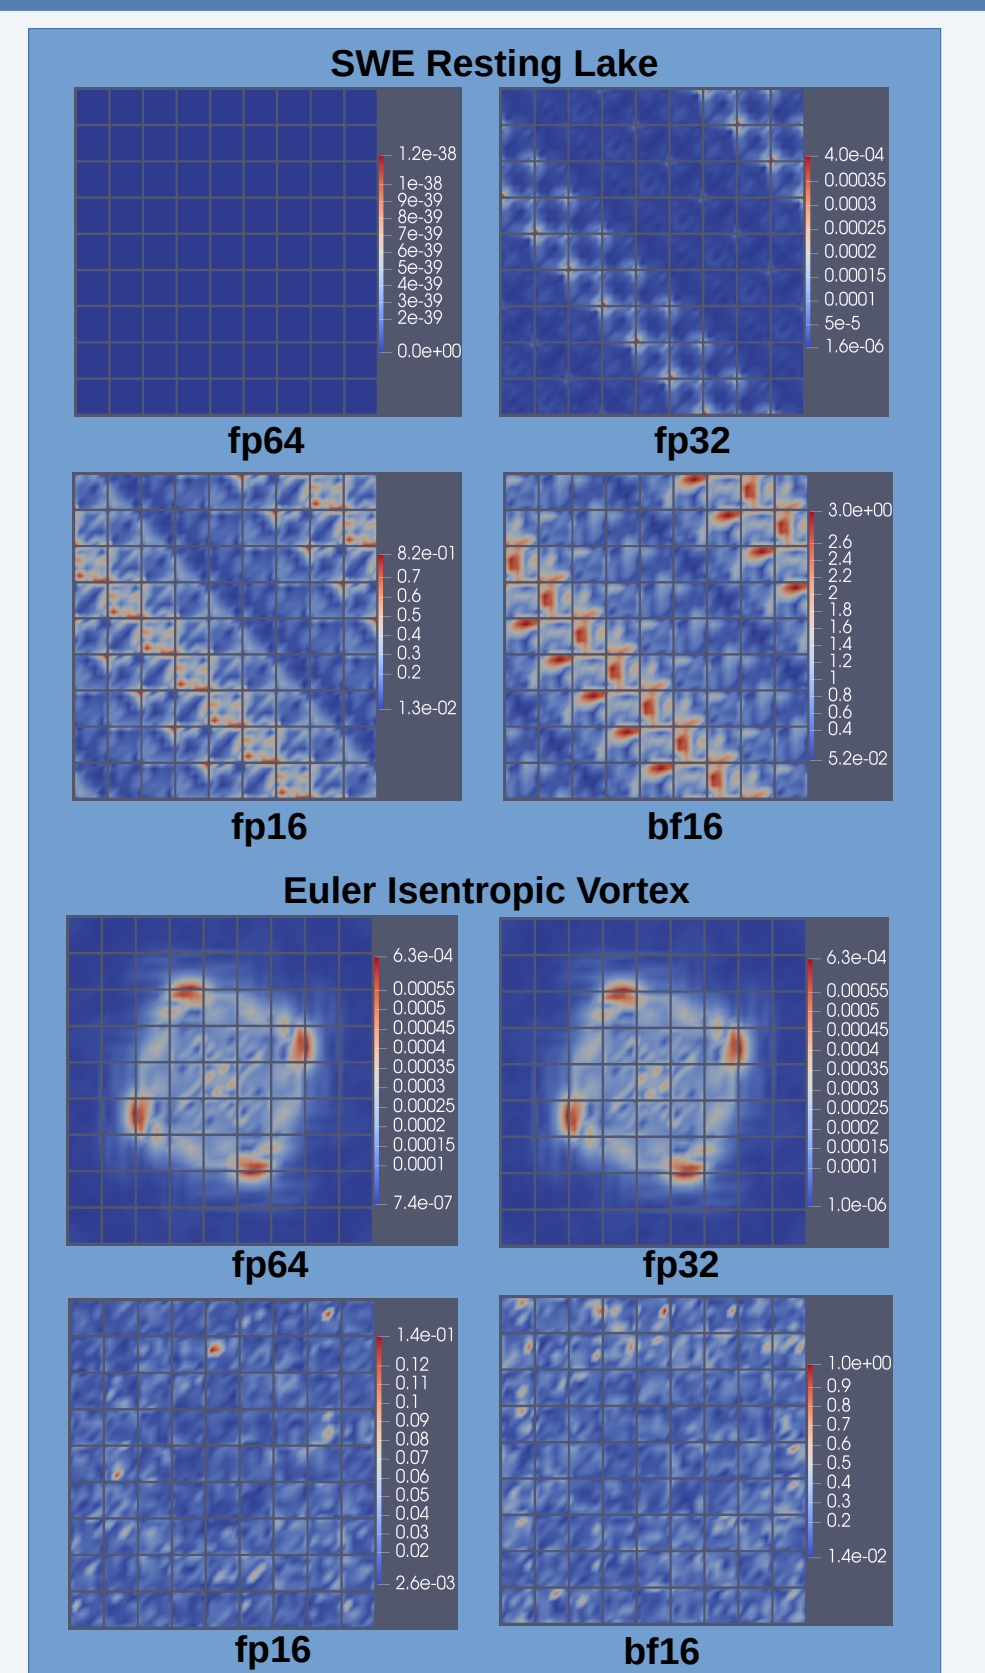 SWE Resting Lake
1.2e-38
1e-38
9e-39
8e-39
7e-39
6e-39
5e-39
4e-39
3e-39
2e-39
0.0e+00
fp64
4.0e-04
0.00035
0.0003
0.00025
0.0002
0.00015
0.0001
5e-5
1.6e-06
fp32
8.2e-01
0.7
0.6
0.5
0.4
0.3
0.2
1.3e-02
fp16
3.0e+00
2.6
2.4
2.2
2
1.8
1.6
1.4
1.2
1
0.8
0.6
0.4
5.2e-02
bf16
Euler Isentropic Vortex
6.3e-04
0.00055
0.0005
0.00045
0.0004
0.00035
0.0003
0.00025
0.0002
0.00015
0.0001
7.4e-07
fp64
6.3e-04
0.00055
0.0005
0.00045
0.0004
0.00035
0.0003
0.00025
0.0002
0.00015
0.0001
1.0e-06
fp32
1.4e-01
0.12
0.11
0.1
0.09
0.08
0.07
0.06
0.05
0.04
0.03
0.02
2.6e-03
fp16
1.0e+00
0.9
0.8
0.7
0.6
0.5
0.4
0.3
0.2
1.4e-02
bf16